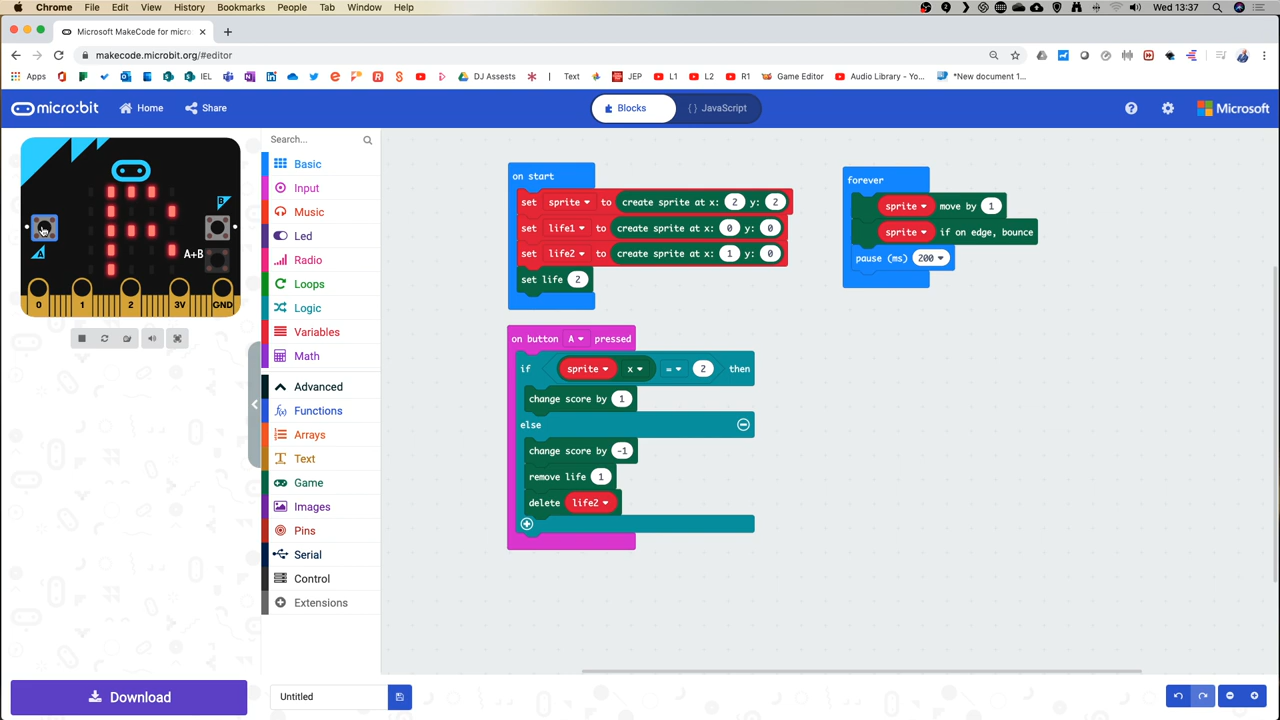 Chrome File Edit View History Bookmarks People Tab Window Help Wed 13:37
Microsoft MakeCode for micro:
makecode.microbit.org/#editor
Apps IEL DJ Assests Text JEP L1 L2 R1 Game Editor Audio Library - Yo... *New document 1...
micro:bit Home Share Blocks { } JavaScript Microsoft
Search...
Basic
Input
Music
Led
Radio
Loops
Logic
Variables
Math
Advanced
Functions
Arrays
Text
Game
Images
Pins
Serial
Control
Extensions
B
A
A+B
0 1 2 3V GND
on start
set sprite to create sprite at x: 2 y: 2
set life1 to create sprite at x: 0 y: 0
set life2 to create sprite at x: 1 y: 0
set life 2
on button A pressed
if sprite x = 2 then
change score by 1
else
change score by -1
remove life 1
delete life2
forever
sprite move by 1
sprite if on edge, bounce
pause (ms) 200
Download
Untitled